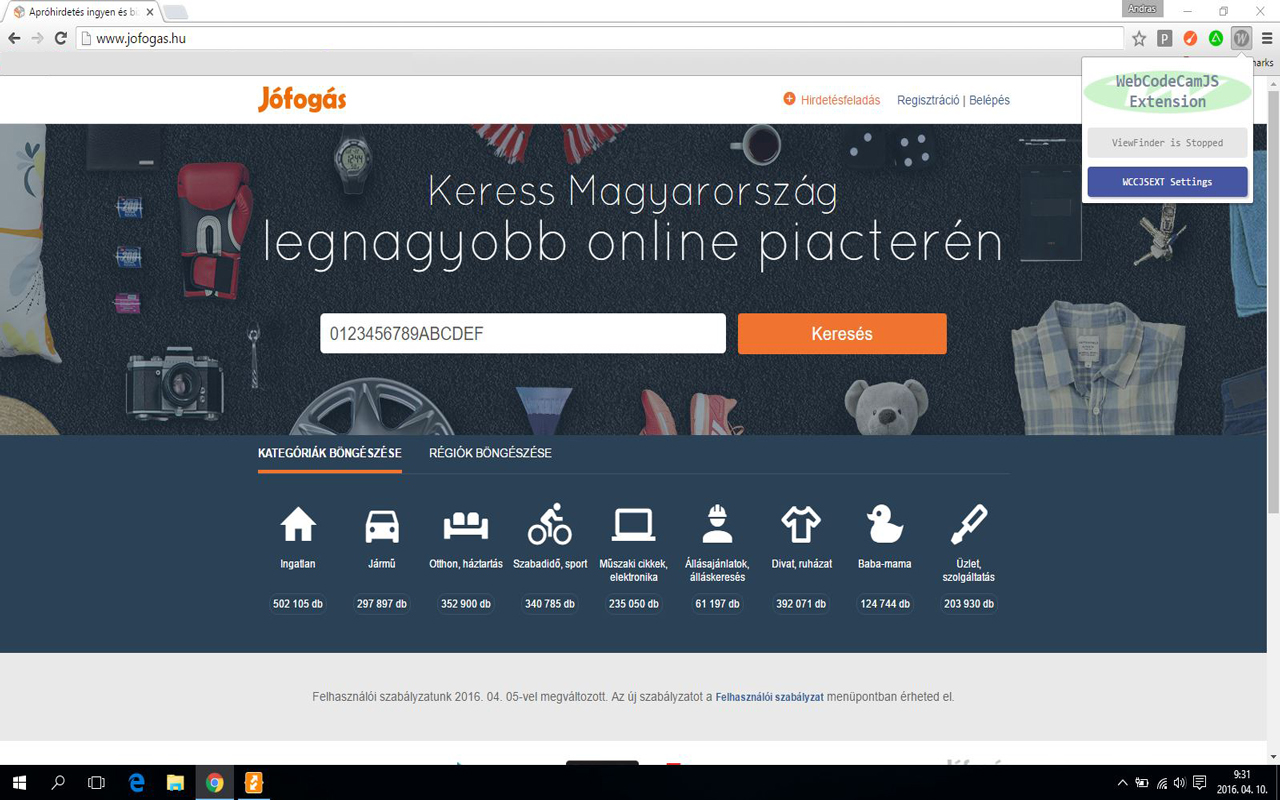 Apróhirdetés ingyen és bi
Andras
www.jofogas.hu
P
W
marks
WebCodeCamJS
Extension
ViewFinder is Stopped
WCCJSEXT Settings
Jófogás
Hirdetésfeladás
Regisztráció | Belépés
Keress Magyarország
legnagyobb online piacterén
0123456789ABCDEF
Keresés
KATEGÓRIÁK BÖNGÉSZÉSE
RÉGIÓK BÖNGÉSZÉSE
Ingatlan
502 105 db
Jármű
297 897 db
Otthon, háztartás
352 900 db
Szabadidő, sport
340 785 db
Műszaki cikkek,
elektronika
235 050 db
Állásajánlatok,
álláskeresés
61 197 db
Divat, ruházat
392 071 db
Baba-mama
124 744 db
Üzlet,
szolgáltatás
203 930 db
Felhasználói szabályzatunk 2016. 04. 05-vel megváltozott. Az új szabályzatot a Felhasználói szabályzat menüpontban érheted el.
9:31
2016. 04. 10.